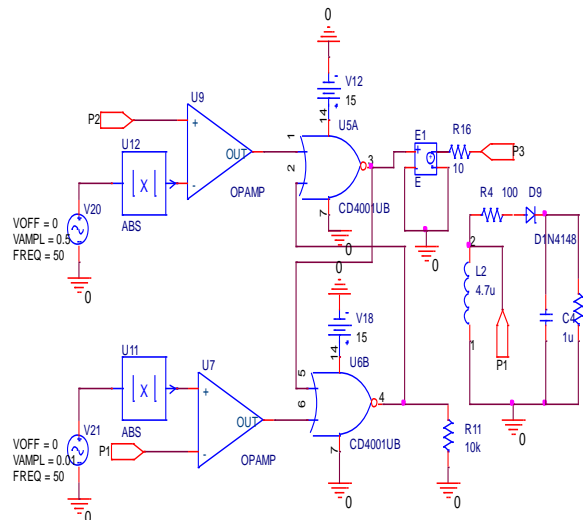 0
V12
15
14
U9
P2
+
-
OUT
OPAMP
U12
|X|
ABS
1
2
U5A
3
7
CD4001UB
0
E1
+
-
E
R16
10
P3
0
R4 100
D9
D1N4148
2
L2
4.7u
1
P1
C4
1u
0
V20
VOFF = 0
VAMPL = 0.5
FREQ = 50
0
0
V18
15
14
U6B
5
6
4
7
CD4001UB
0
R11
10k
0
U11
|X|
ABS
U7
+
-
OUT
OPAMP
P1
V21
VOFF = 0
VAMPL = 0.01
FREQ = 50
0